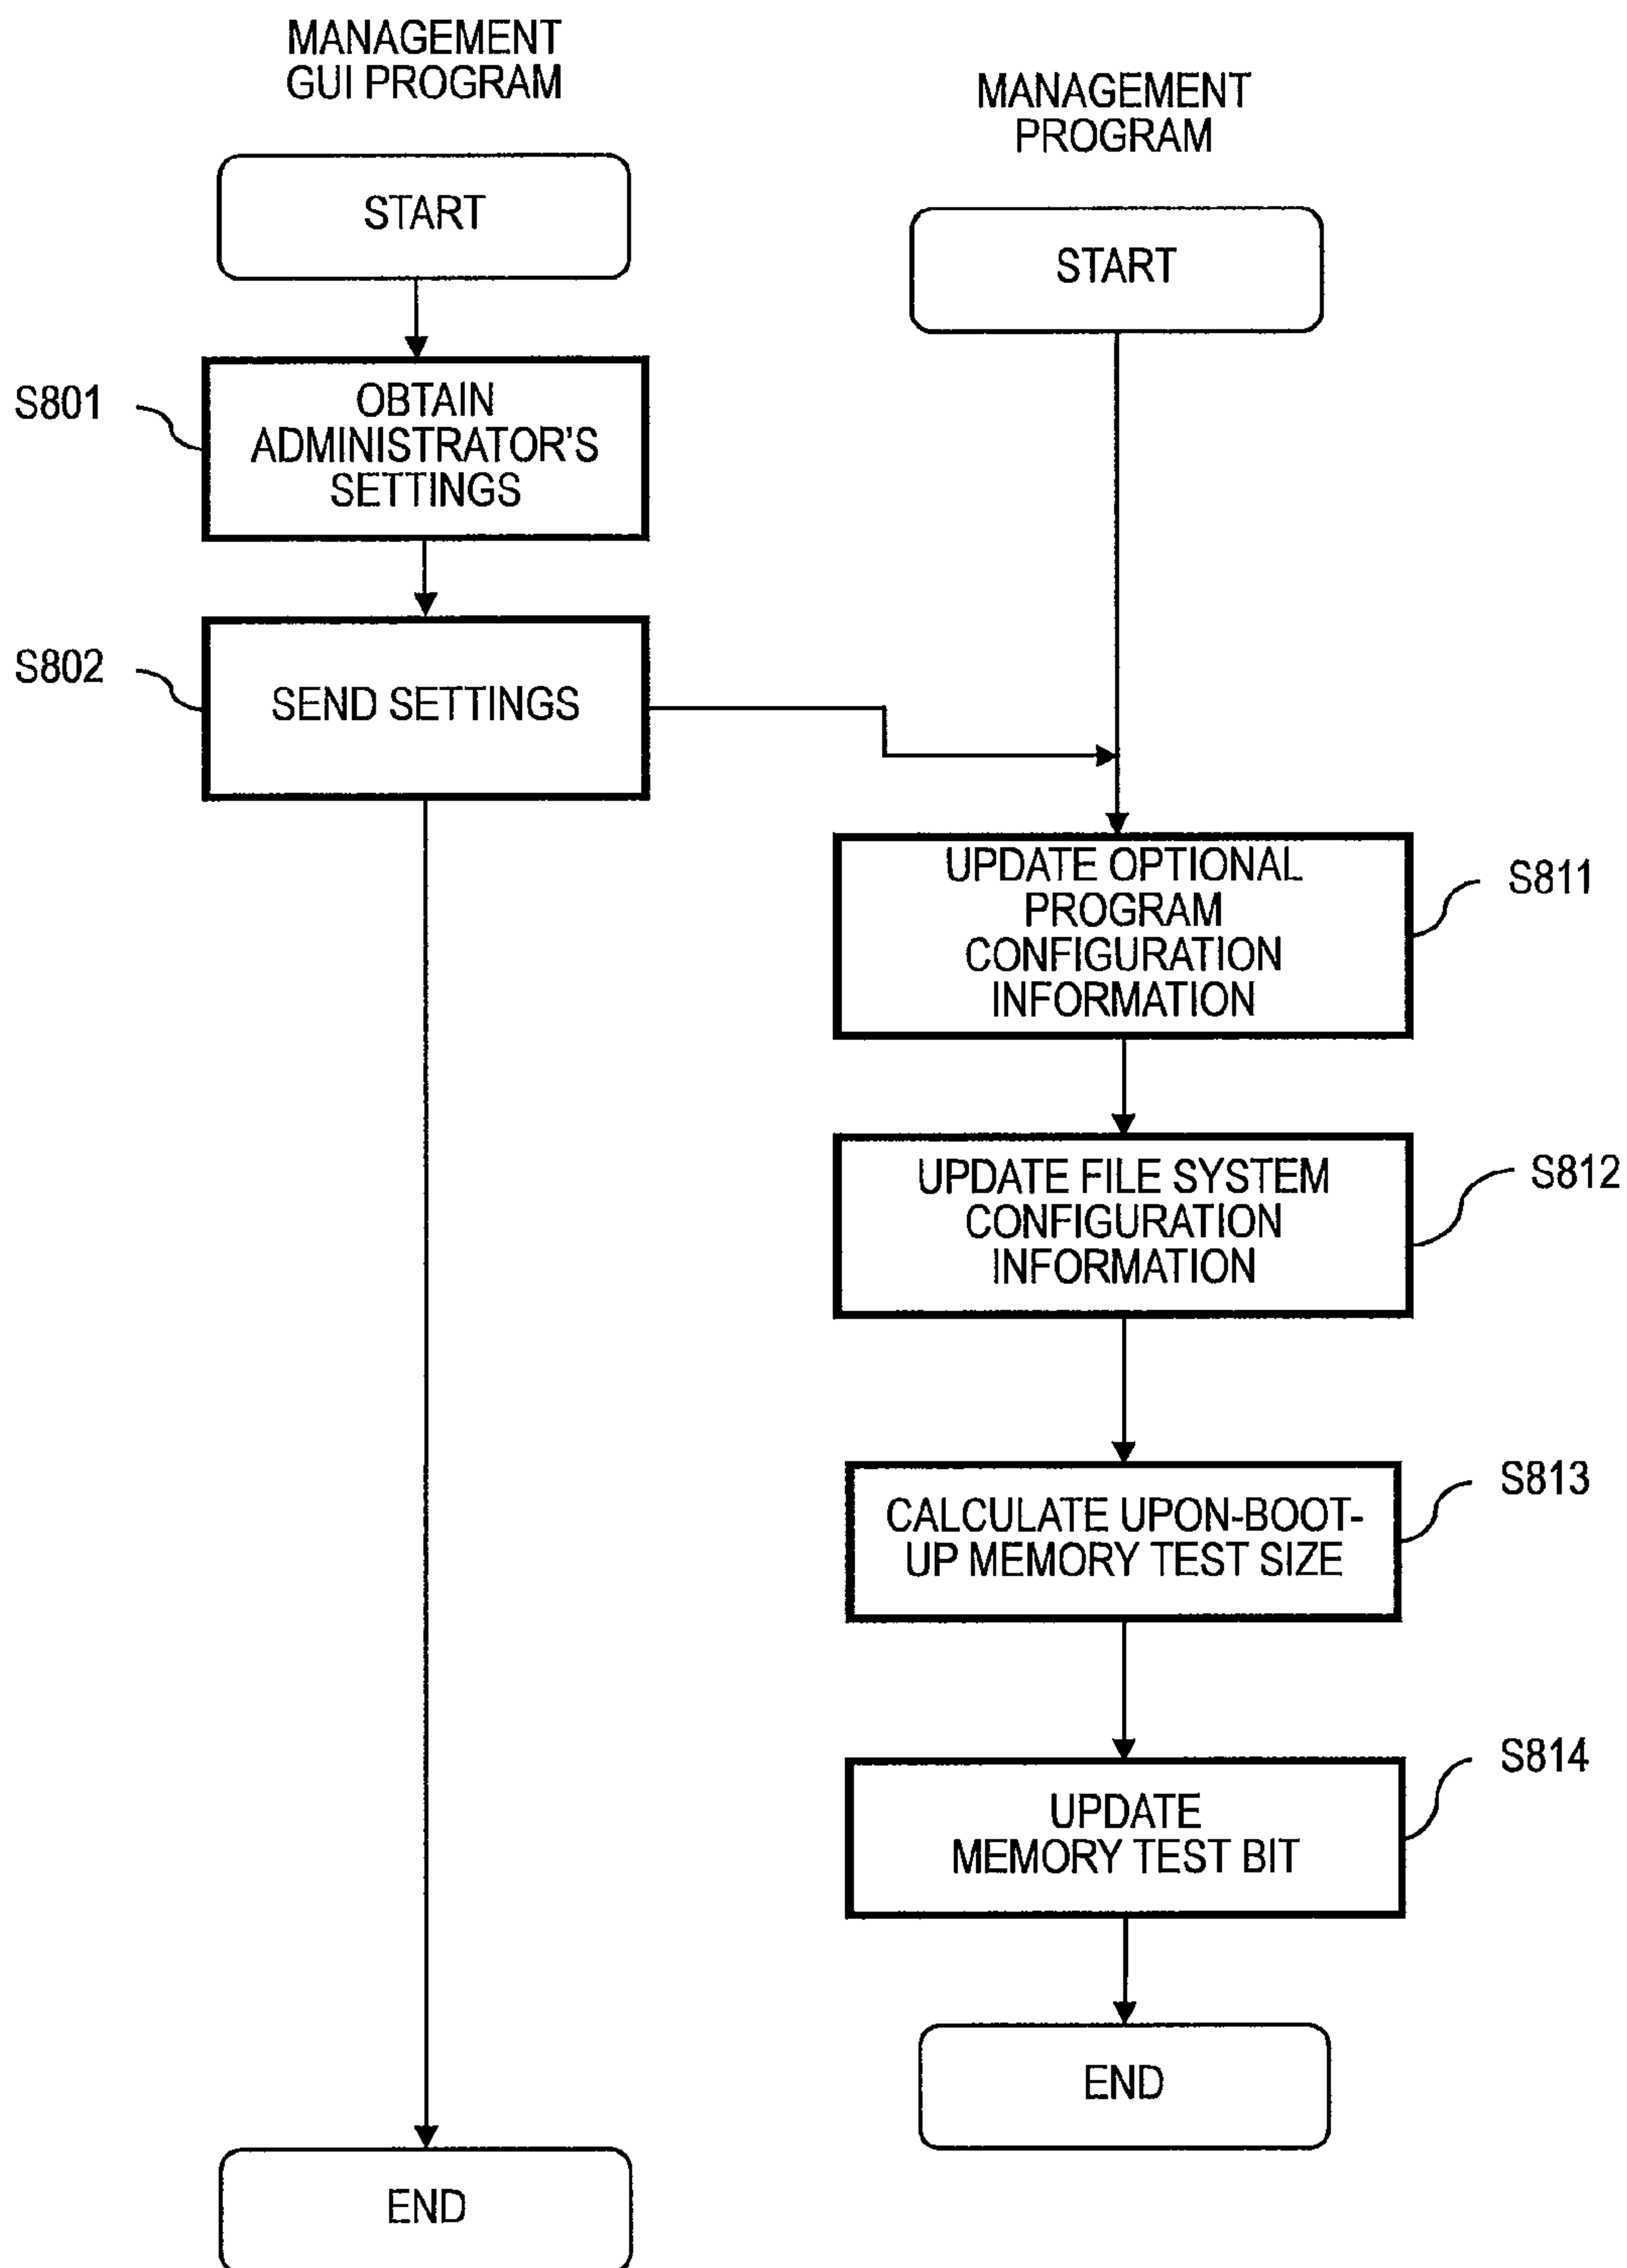 MANAGEMENT
GUI PROGRAM
START
S801
OBTAIN
ADMINISTRATOR'S
SETTINGS
S802
SEND SETTINGS
END
MANAGEMENT
PROGRAM
START
UPDATE OPTIONAL
PROGRAM
CONFIGURATION
INFORMATION
S811
UPDATE FILE SYSTEM
CONFIGURATION
INFORMATION
S812
CALCULATE UPON-BOOT-
UP MEMORY TEST SIZE
S813
UPDATE
MEMORY TEST BIT
S814
END